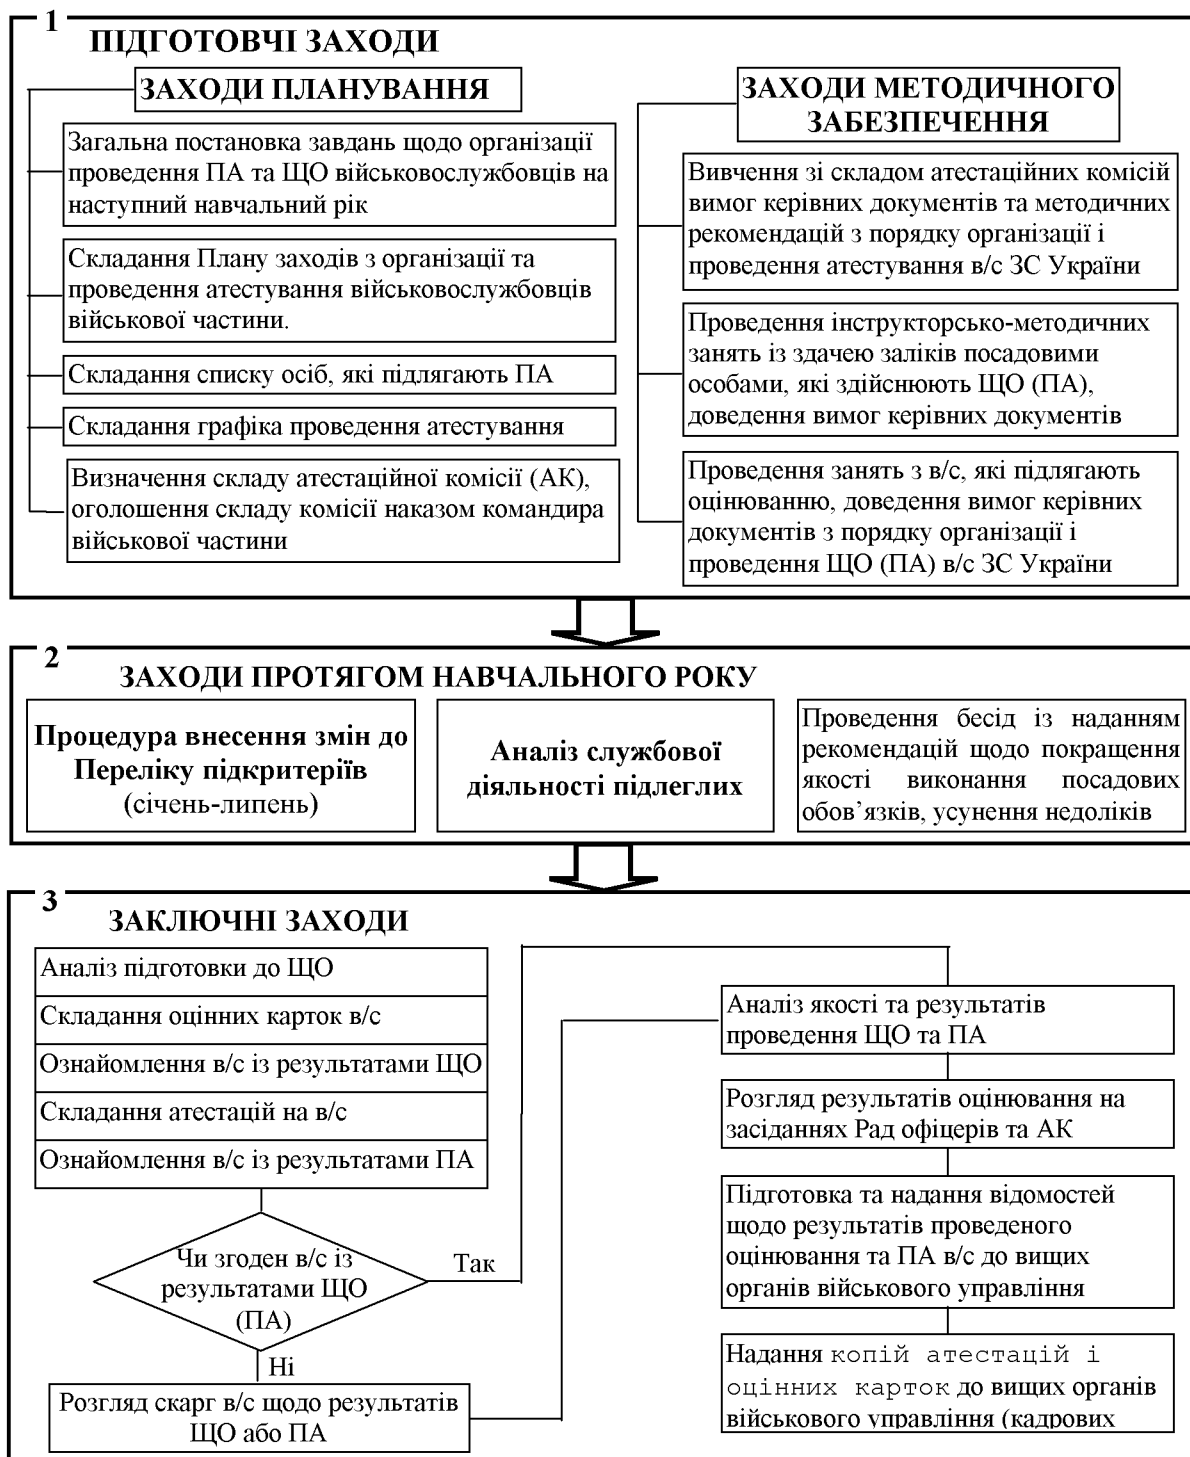 1
ПІДГОТОВЧІ ЗАХОДИ
ЗАХОДИ ПЛАНУВАННЯ
Загальна постановка завдань щодо організації
проведення ПА та ЩО військовослужбовців на
наступний навчальний рік
Складання Плану заходів з організації та
проведення атестування військовослужбовців
військової частини.
Складання списку осіб, які підлягають ПА
Складання графіка проведення атестування
Визначення складу атестаційної комісії (АК),
оголошення складу комісії наказом командира
військової частини
ЗАХОДИ МЕТОДИЧНОГО
ЗАБЕЗПЕЧЕННЯ
Вивчення зі складом атестаційних комісій
вимог керівних документів та методичних
рекомендацій з порядку організації і
проведення атестування в/с ЗС України
Проведення інструкторсько-методичних
занять із здачею заліків посадовими
особами, які здійснюють ЩО (ПА),
доведення вимог керівних документів
Проведення занять з в/с, які підлягають
оцінюванню, доведення вимог керівних
документів з порядку організації і
проведення ЩО (ПА) в/с ЗС України
2
ЗАХОДИ ПРОТЯГОМ НАВЧАЛЬНОГО РОКУ
Процедура внесення змін до
Переліку підкритеріїв
(січень-липень)
Аналіз службової
діяльності підлеглих
Проведення бесід із наданням
рекомендацій щодо покращення
якості виконання посадових
обов’язків, усунення недоліків
3
ЗАКЛЮЧНІ ЗАХОДИ
Аналіз підготовки до ЩО
Складання оцінних карток в/с
Ознайомлення в/с із результатами ЩО
Складання атестацій на в/с
Ознайомлення в/с із результатами ПА
Чи згоден в/с із
результатами ЩО
(ПА)
Так
Ні
Розгляд скарг в/с щодо результатів
ЩО або ПА
Аналіз якості та результатів
проведення ЩО та ПА
Розгляд результатів оцінювання на
засіданнях Рад офіцерів та АК
Підготовка та надання відомостей
щодо результатів проведеного
оцінювання та ПА в/с до вищих
органів військового управління
Надання копій атестацій і
оцінних карток до вищих органів
військового управління (кадрових